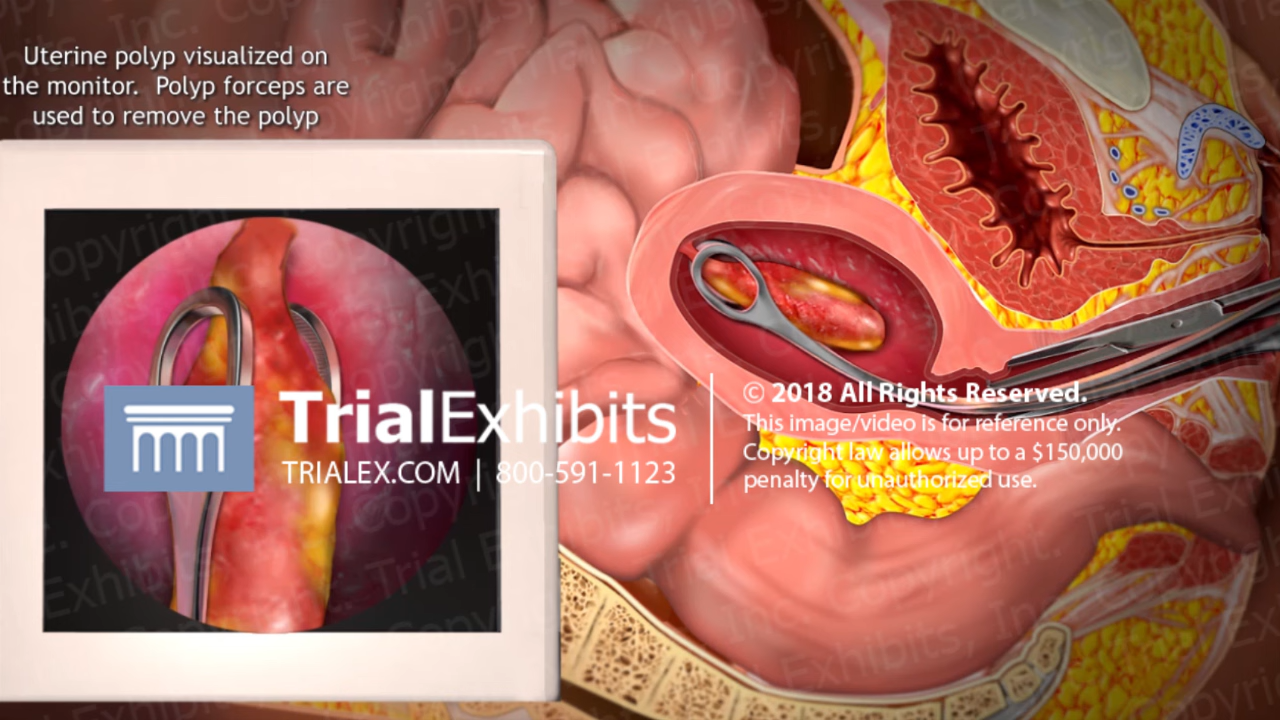 Uterine polyp visualized on
the monitor. Polyp forceps are
used to remove the polyp
TrialExhibits
TRIALEX.COM | 800-591-1123
© 2018 All Rights Reserved.
This image/video is for reference only.
Copyright law allows up to a $150,000
penalty for unauthorized use.